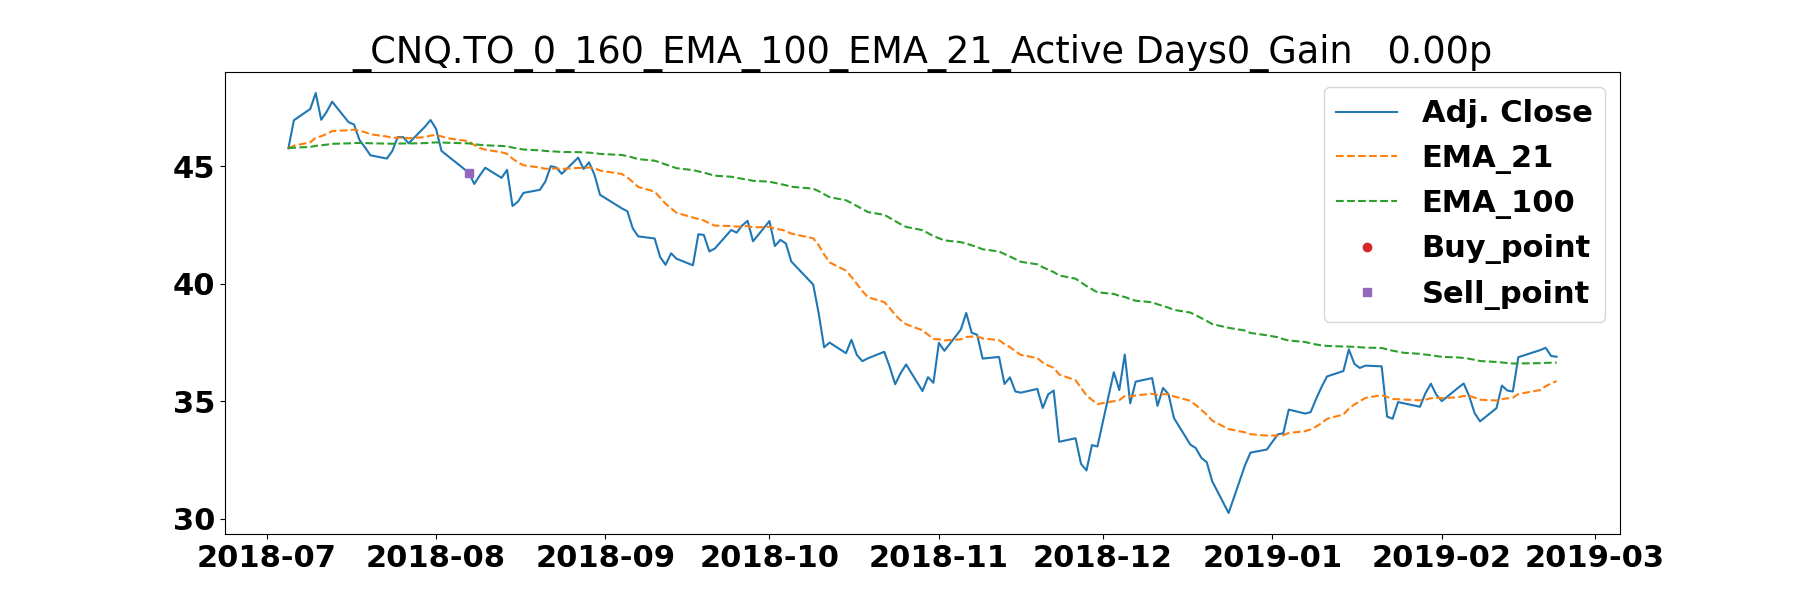 _CNQ.TO_0_160_EMA_100_EMA_21_Active Days0_Gain   0.00p
Adj. Close
EMA_21
EMA_100
Buy_point
Sell_point
45
40
35
30
2018-07 2018-08 2018-09 2018-10 2018-11 2018-12 2019-01 2019-02 2019-03